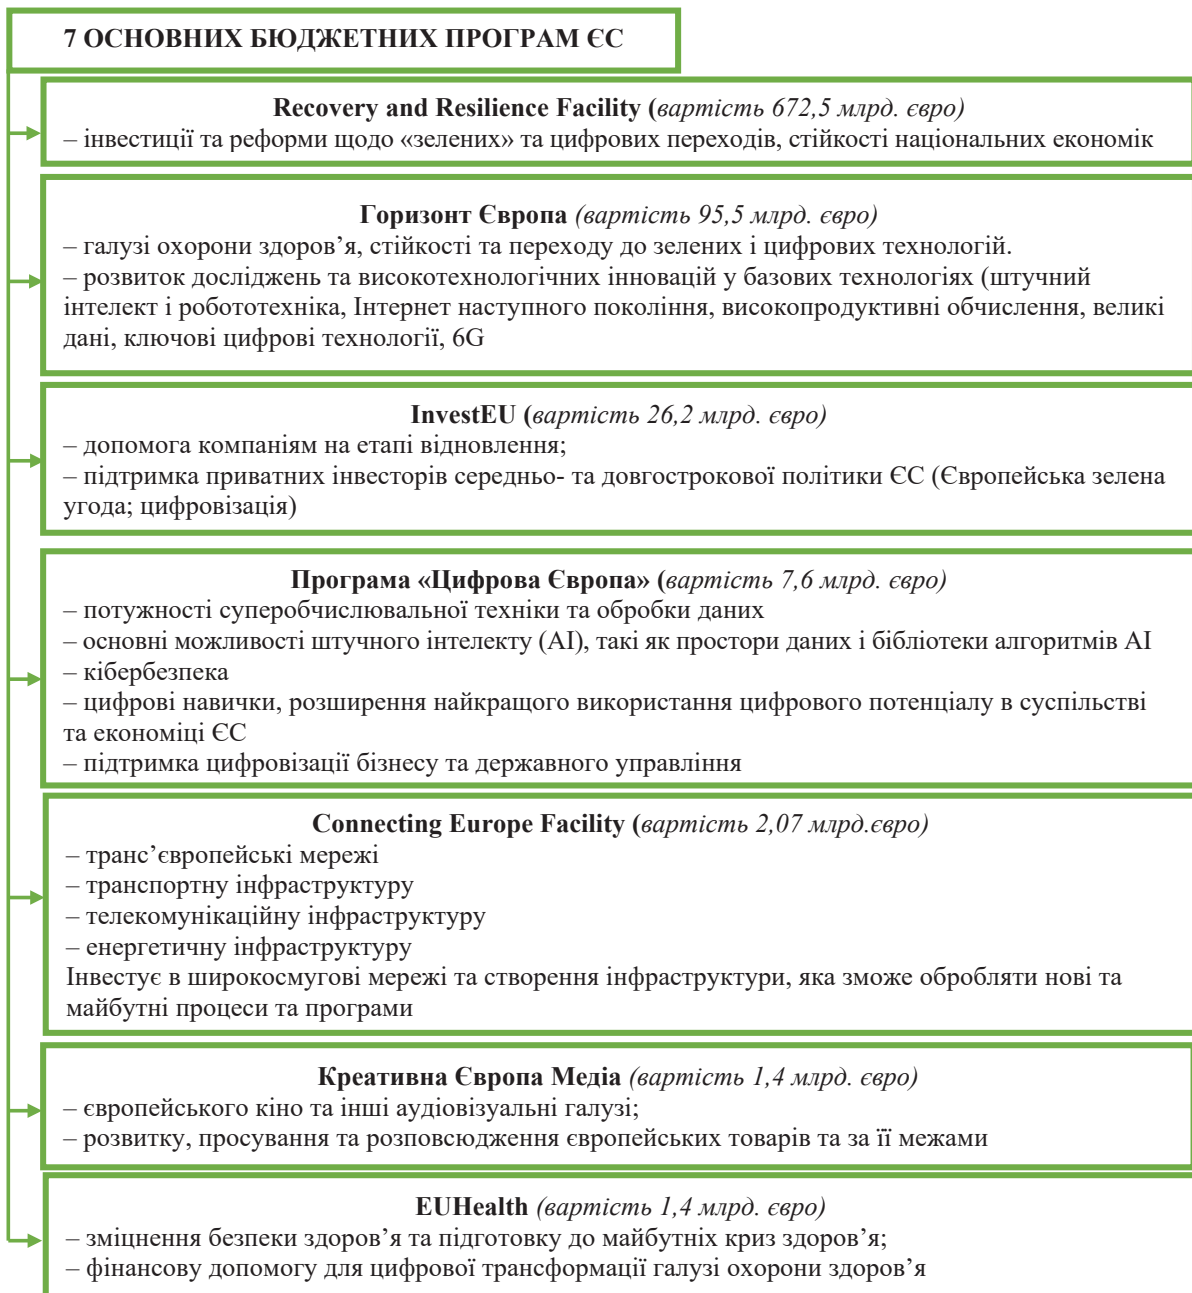 7 ОСНОВНИХ БЮДЖЕТНИХ ПРОГРАМ ЄС
Recovery and Resilience Facility (вартість 672,5 млрд. євро)
– інвестиції та реформи щодо «зелених» та цифрових переходів, стійкості національних економік
Горизонт Європа (вартість 95,5 млрд. євро)
– галузі охорони здоров’я, стійкості та переходу до зелених і цифрових технологій.
– розвиток досліджень та високотехнологічних інновацій у базових технологіях (штучний
інтелект і робототехніка, Інтернет наступного покоління, високопродуктивні обчислення, великі
дані, ключові цифрові технології, 6G
InvestEU (вартість 26,2 млрд. євро)
– допомога компаніям на етапі відновлення;
– підтримка приватних інвесторів середньо- та довгострокової політики ЄС (Європейська зелена
угода; цифровізація)
Програма «Цифрова Європа» (вартість 7,6 млрд. євро)
– потужності суперобчислювальної техніки та обробки даних
– основні можливості штучного інтелекту (AI), такі як простори даних і бібліотеки алгоритмів AI
– кібербезпека
– цифрові навички, розширення найкращого використання цифрового потенціалу в суспільстві
та економіці ЄС
– підтримка цифровізації бізнесу та державного управління
Connecting Europe Facility (вартість 2,07 млрд.євро)
– транс’європейські мережі
– транспортну інфраструктуру
– телекомунікаційну інфраструктуру
– енергетичну інфраструктуру
Інвестує в широкосмугові мережі та створення інфраструктури, яка зможе обробляти нові та
майбутні процеси та програми
Креативна Європа Медіа (вартість 1,4 млрд. євро)
– європейського кіно та інші аудіовізуальні галузі;
– розвитку, просування та розповсюдження європейських товарів та за її межами
EUHealth (вартість 1,4 млрд. євро)
– зміцнення безпеки здоров’я та підготовку до майбутніх криз здоров’я;
– фінансову допомогу для цифрової трансформації галузі охорони здоров’я